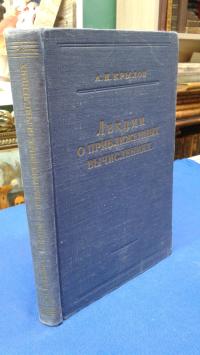 А. Н. КРЫЛОВ
ЛЕКЦИИ
О ПРИБЛИЖЕННЫХ
ВЫЧИСЛЕНИЯХ